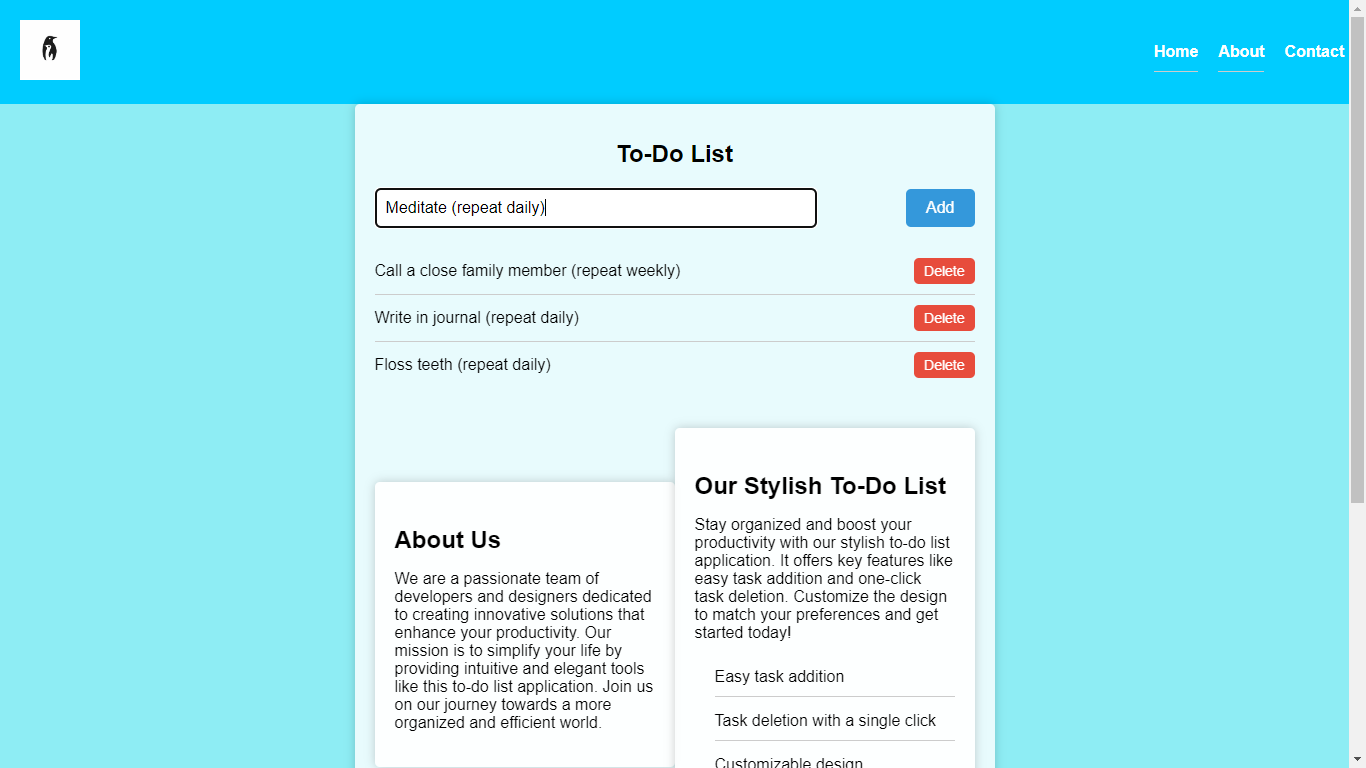 Home About Contact
To-Do List
Meditate (repeat daily)
Add
Call a close family member (repeat weekly)
Delete
Write in journal (repeat daily)
Delete
Floss teeth (repeat daily)
Delete
About Us
We are a passionate team of
developers and designers dedicated
to creating innovative solutions that
enhance your productivity. Our
mission is to simplify your life by
providing intuitive and elegant tools
like this to-do list application. Join us
on our journey towards a more
organized and efficient world.
Our Stylish To-Do List
Stay organized and boost your
productivity with our stylish to-do list
application. It offers key features like
easy task addition and one-click
task deletion. Customize the design
to match your preferences and get
started today!
Easy task addition
Task deletion with a single click
Customizable design